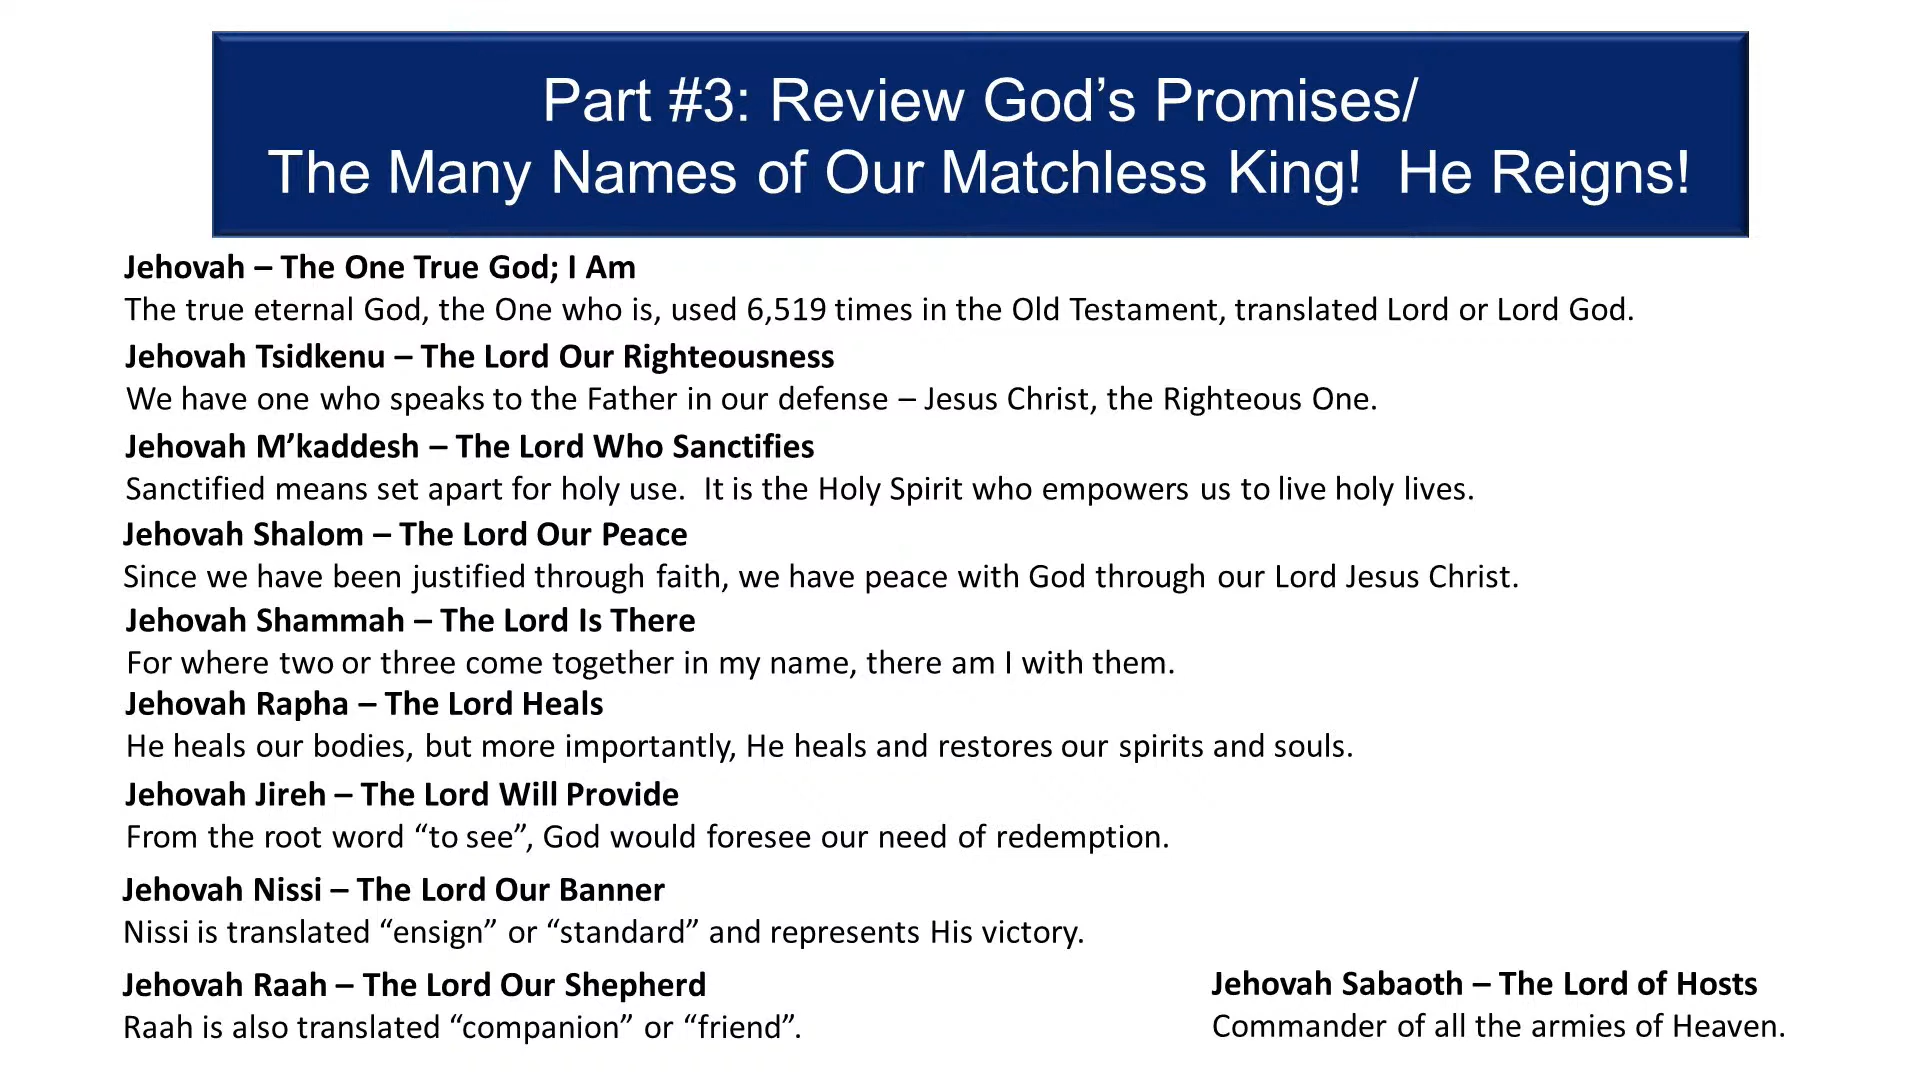 Part #3: Review God’s Promises/
The Many Names of Our Matchless King!  He Reigns!
Jehovah – The One True God; I Am
The true eternal God, the One who is, used 6,519 times in the Old Testament, translated Lord or Lord God.
Jehovah Tsidkenu – The Lord Our Righteousness
We have one who speaks to the Father in our defense – Jesus Christ, the Righteous One.
Jehovah M’kaddesh – The Lord Who Sanctifies
Sanctified means set apart for holy use.  It is the Holy Spirit who empowers us to live holy lives.
Jehovah Shalom – The Lord Our Peace
Since we have been justified through faith, we have peace with God through our Lord Jesus Christ.
Jehovah Shammah – The Lord Is There
For where two or three come together in my name, there am I with them.
Jehovah Rapha – The Lord Heals
He heals our bodies, but more importantly, He heals and restores our spirits and souls.
Jehovah Jireh – The Lord Will Provide
From the root word “to see”, God would foresee our need of redemption.
Jehovah Nissi – The Lord Our Banner
Nissi is translated “ensign” or “standard” and represents His victory.
Jehovah Raah – The Lord Our Shepherd
Raah is also translated “companion” or “friend”.
Jehovah Sabaoth – The Lord of Hosts
Commander of all the armies of Heaven.